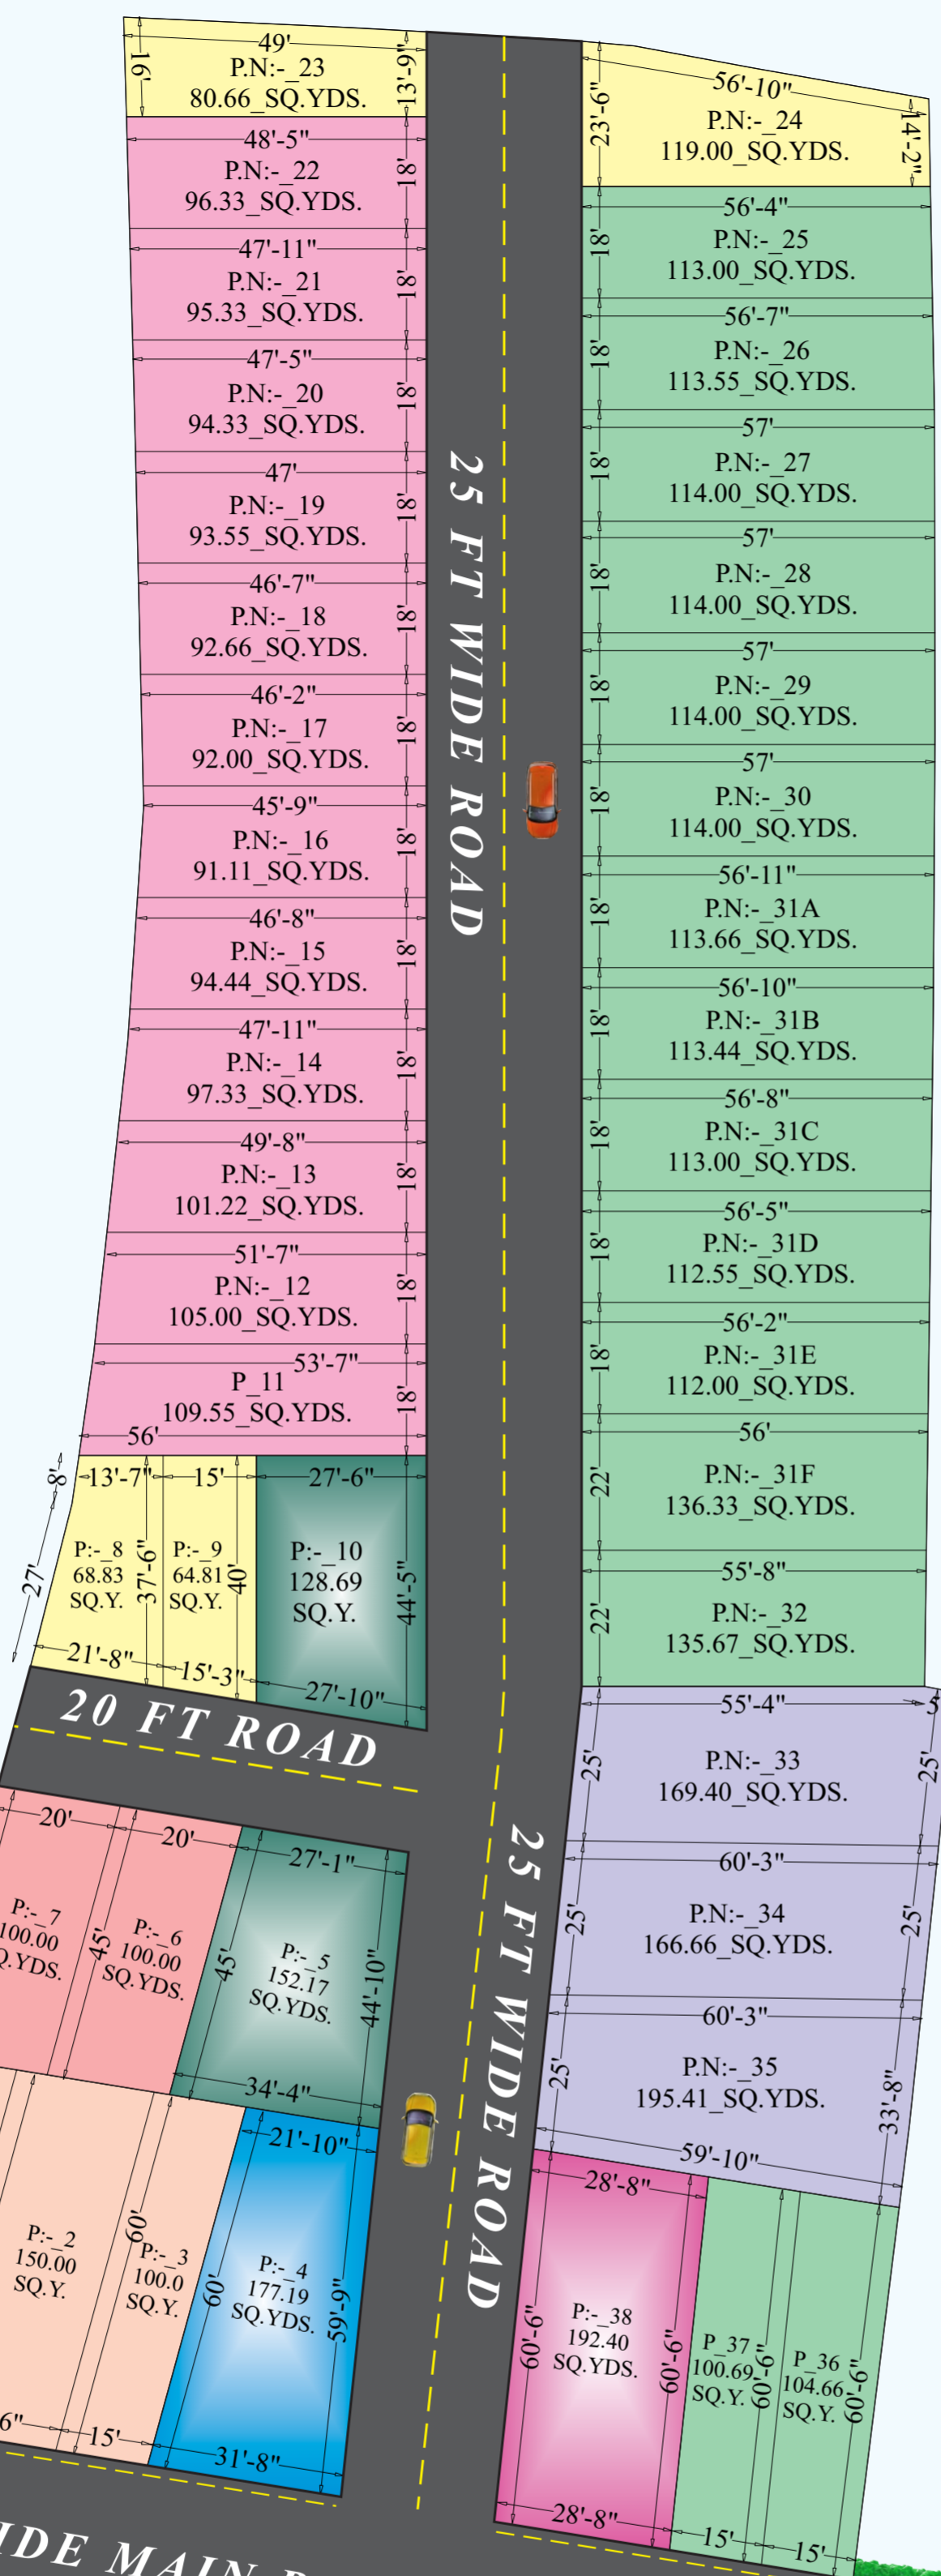 49'
16'
P.N:-_23
80.66_SQ.YDS.
13'-9"
48'-5"
P.N:-_22
96.33_SQ.YDS.
18'
47'-11"
P.N:-_21
95.33_SQ.YDS.
18'
47'-5"
P.N:-_20
94.33_SQ.YDS.
18'
47'
P.N:-_19
93.55_SQ.YDS.
18'
46'-7"
P.N:-_18
92.66_SQ.YDS.
18'
46'-2"
P.N:-_17
92.00_SQ.YDS.
18'
45'-9"
P.N:-_16
91.11_SQ.YDS.
18'
46'-8"
P.N:-_15
94.44_SQ.YDS.
18'
47'-11"
P.N:-_14
97.33_SQ.YDS.
18'
49'-8"
P.N:-_13
101.22_SQ.YDS.
18'
51'-7"
P.N:-_12
105.00_SQ.YDS.
18'
53'-7"
P_11
109.55_SQ.YDS.
18'
56'
8'
27'
13'-7"
P:-_8
68.83
SQ.Y.
37'-6"
21'-8"
15'
P:-_9
64.81
SQ.Y.
40'
15'-3"
27'-6"
P:-_10
128.69
SQ.Y.
44'-5"
27'-10"
25 FT WIDE ROAD
56'-10"
23'-6"
P.N:-_24
119.00_SQ.YDS.
14'-2"
56'-4"
18'
P.N:-_25
113.00_SQ.YDS.
56'-7"
18'
P.N:-_26
113.55_SQ.YDS.
57'
18'
P.N:-_27
114.00_SQ.YDS.
57'
18'
P.N:-_28
114.00_SQ.YDS.
57'
18'
P.N:-_29
114.00_SQ.YDS.
57'
18'
P.N:-_30
114.00_SQ.YDS.
56'-11"
18'
P.N:-_31A
113.66_SQ.YDS.
56'-10"
18'
P.N:-_31B
113.44_SQ.YDS.
56'-8"
18'
P.N:-_31C
113.00_SQ.YDS.
56'-5"
18'
P.N:-_31D
112.55_SQ.YDS.
56'-2"
18'
P.N:-_31E
112.00_SQ.YDS.
56'
22'
P.N:-_31F
136.33_SQ.YDS.
55'-8"
22'
P.N:-_32
135.67_SQ.YDS.
20 FT ROAD
55'-4"
5'
25'
P.N:-_33
169.40_SQ.YDS.
25'
60'-3"
25'
P.N:-_34
166.66_SQ.YDS.
25'
60'-3"
25'
P.N:-_35
195.41_SQ.YDS.
33'-8"
59'-10"
20'
P:-_7
100.00
Q.YDS.
45'
20'
P:-_6
100.00
SQ.YDS.
45'
27'-1"
P:-_5
152.17
SQ.YDS.
44'-10"
34'-4"
25 FT WIDE ROAD
P:-_2
150.00
SQ.Y.
6"
60'
P:-_3
100.0
SQ.Y.
15'
60'
21'-10"
P:-_4
177.19
SQ.YDS.
59'-9"
31'-8"
28'-8"
60'-9"
P:-_38
192.40
SQ.YDS.
60'-9"
28'-8"
P_37
100.69
SQ.Y.
60'-9"
15'
P_36
104.66
SQ.Y.
60'-9"
15'
IDE MAIN